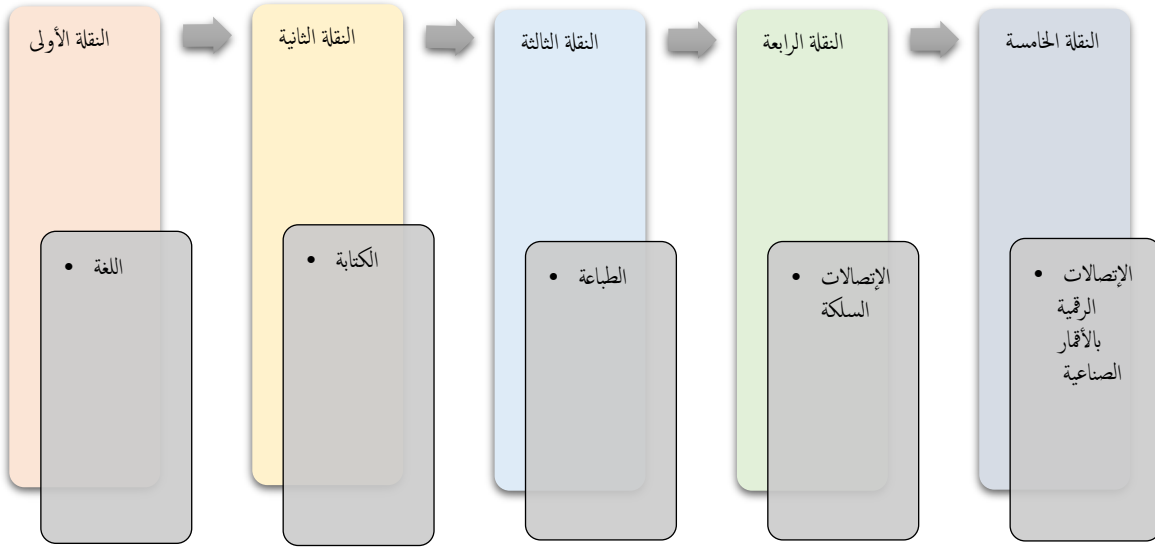 النقلة الأولى
• اللغة
النقلة الثانية
• الكتابة
النقلة الثالثة
• الطباعة
النقلة الرابعة
• الإتصالات
السلكة
النقلة الخامسة
• الإتصالات
الرقمية
بالأقمار
الصناعية